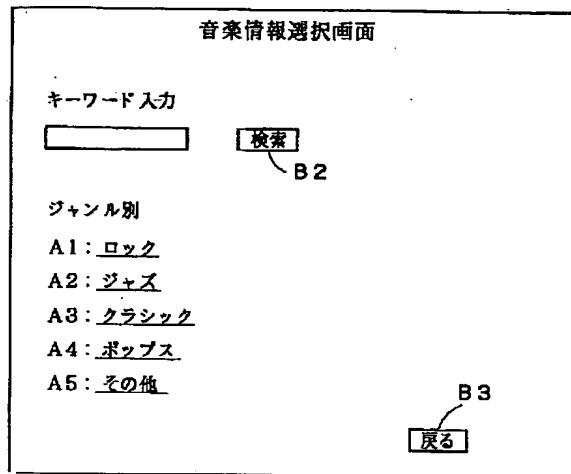 音楽情報選択画面
キーワード入力
検索
B2
ジャンル別
A1：ロック
A2：ジャズ
A3：クラシック
A4：ポップス
A5：その他
B3
戻る